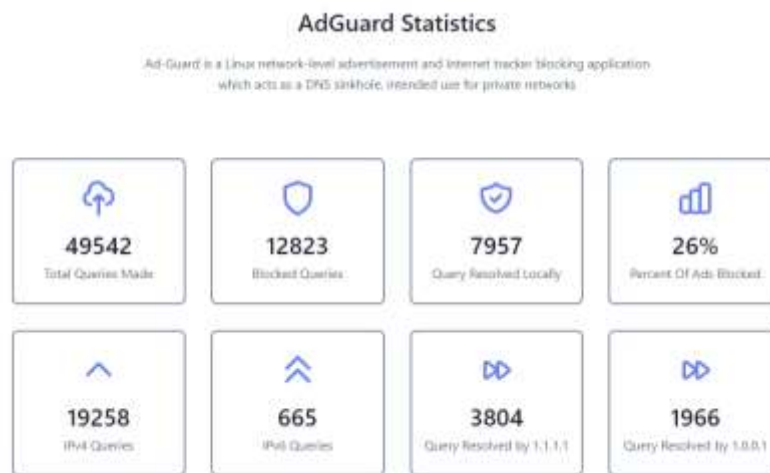 AdGuard Statistics
Ad-Guard is a Linux network-level advertisement and Internet tracker blocking application
which acts as a DNS sinkhole, intended use for private networks
49542
Total Queries Made
12823
Blocked Queries
7957
Query Resolved Locally
26%
Percent Of Ads Blocked
19258
IPv4 Queries
665
IPv6 Queries
3804
Query Resolved by 1.1.1.1
1966
Query Resolved by 1.0.0.1